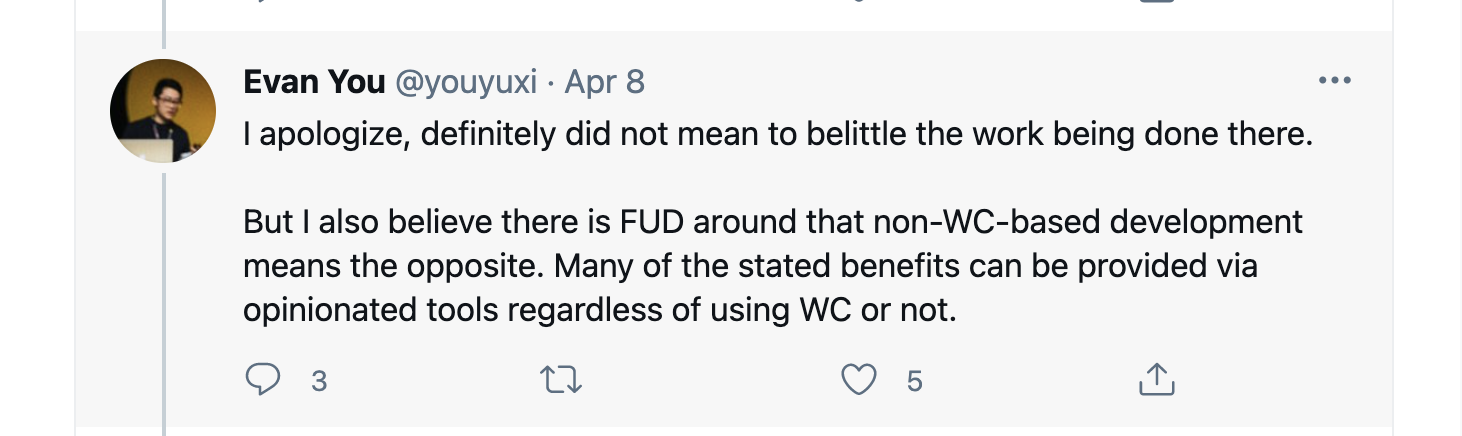 Evan You @youyuxi · Apr 8
I apologize, definitely did not mean to belittle the work being done there.
But I also believe there is FUD around that non-WC-based development
means the opposite. Many of the stated benefits can be provided via
opinionated tools regardless of using WC or not.
3 5